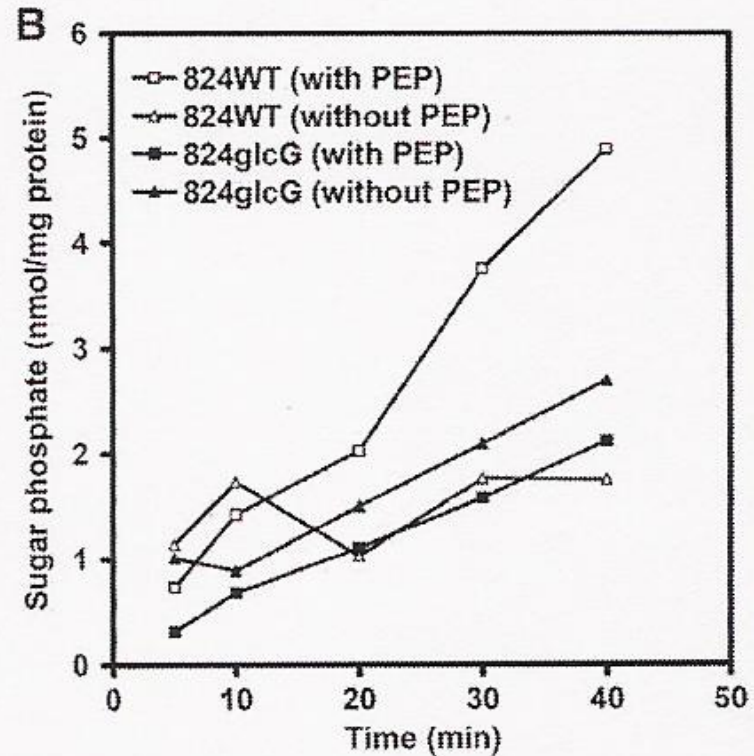 B
Sugar phosphate (nmol/mg protein)
6
5
4
3
2
1
0
824WT (with PEP)
824WT (without PEP)
824glcG (with PEP)
824glcG (without PEP)
0 10 20 30 40 50
Time (min)